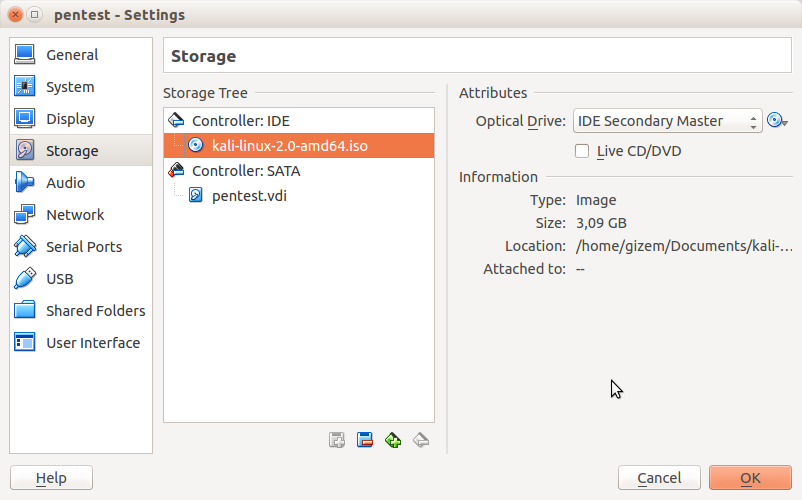 pentest - Settings
General
System
Display
Storage
Audio
Network
Serial Ports
USB
Shared Folders
User Interface
Storage
Storage Tree
Controller: IDE
kali-linux-2.0-amd64.iso
Controller: SATA
pentest.vdi
Attributes
Optical Drive: IDE Secondary Master
Live CD/DVD
Information
Type: Image
Size: 3,09 GB
Location: /home/gizem/Documents/kali-...
Attached to: --
Help
Cancel
OK